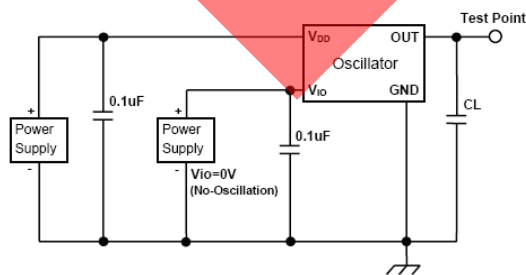 Test Point
VDD
OUT
Oscillator
VIO
GND
+
Power
Supply
-
0.1uF
+
Power
Supply
-
Vio=0V
(No-Oscillation)
0.1uF
CL